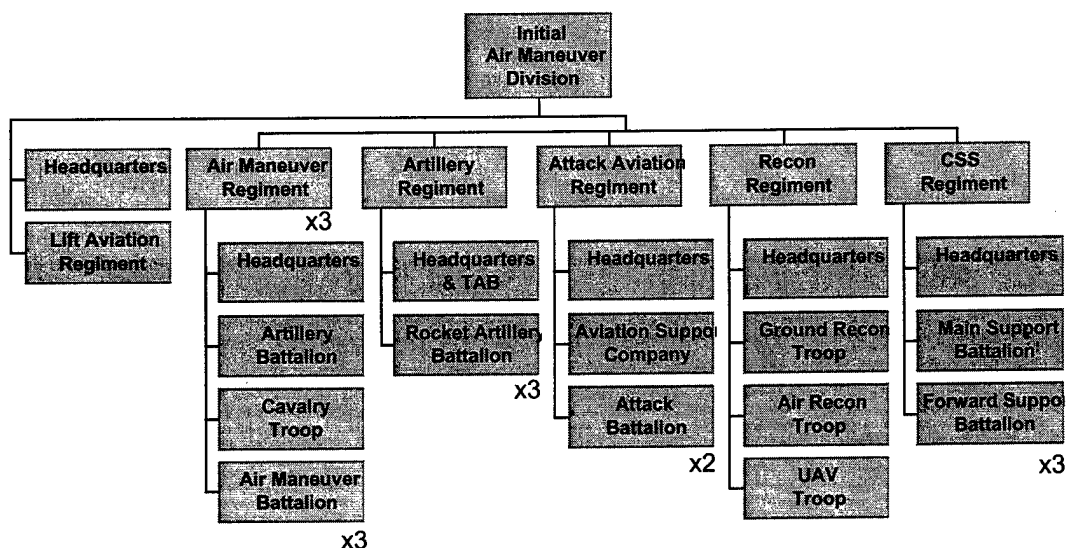 Initial
Air Maneuver
Division
Headquarters
Lift Aviation
Regiment
Air Maneuver
Regiment
x3
Headquarters
Artillery
Battalion
Cavalry
Troop
Air Maneuver
Battalion
x3
Artillery
Regiment
Headquarters
& TAB
Rocket Artillery
Battalion
x3
Attack Aviation
Regiment
Headquarters
Aviation Suppor
Company
Attack
Battalion
x2
Recon
Regiment
Headquarters
Ground Recon
Troop
Air Recon
Troop
UAV
Troop
CSS
Regiment
Headquarters
Main Support
Battalion
Forward Suppo
Battalion
x3